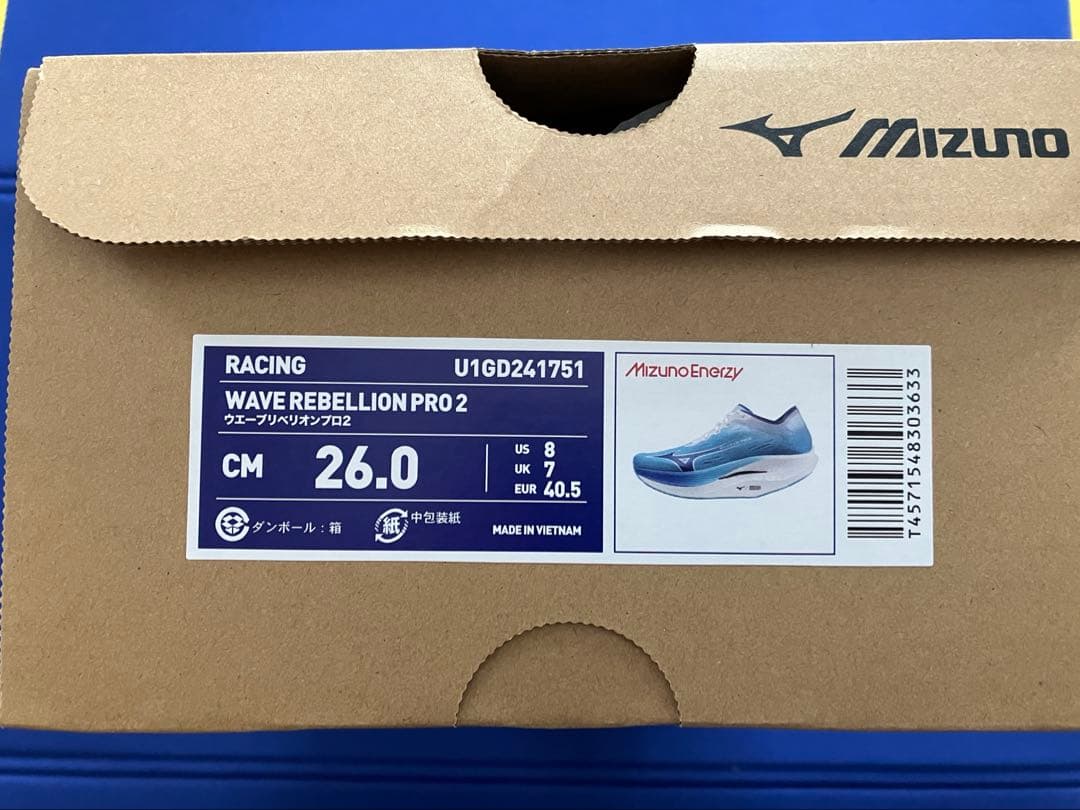 MIZUNO
RACING U1GD241751
WAVE REBELLION PRO 2
ウエーブリベリオンプロ2
CM 26.0
US 8
UK 7
EUR 40.5
ダンボール：箱
紙 中包装紙
MADE IN VIETNAM
MIZUNO ENERZY
T4571548303633